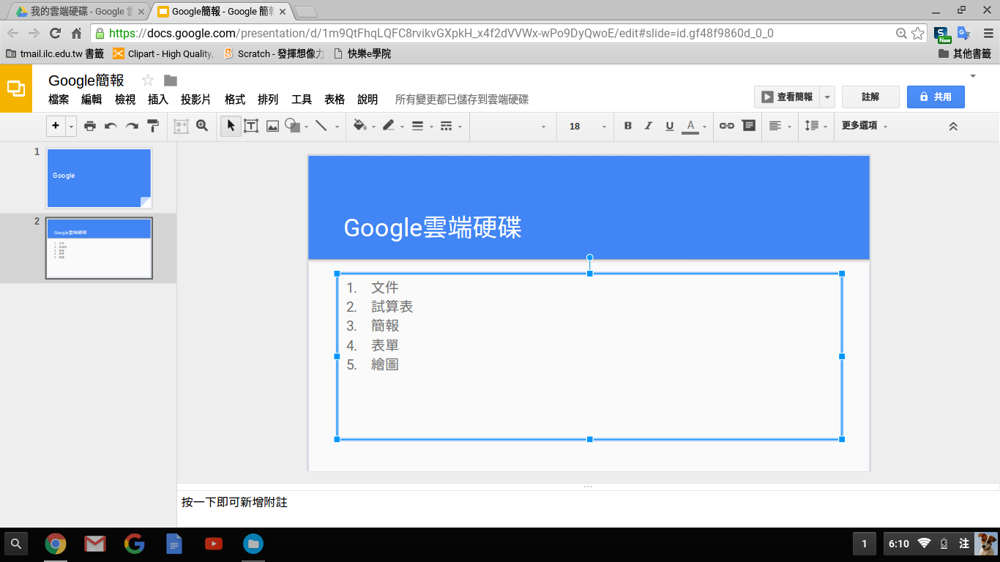 我的雲端硬碟 - Google 雲
Google簡報 - Google 簡報
https://docs.google.com/presentation/d/1m9QtFhqLQFC8rvikvGXpkH_x4f2dVVWx-wPo9DyQwoE/edit#slide=id.gf48f9860d_0_0
New
tmail.ilc.edu.tw 書籤
Clipart - High Quality,
Scratch - 發揮想像力
快樂e學院
其他書籤
Google簡報
檔案 編輯 檢視 插入 投影片 格式 排列 工具 表格 說明 所有變更都已儲存到雲端硬碟
查看簡報
註解
共用
18
B I U A
更多選項
1
Google
2
Google雲端硬碟
1. 文件
2. 試算表
3. 簡報
4. 表單
5. 繪圖
Google雲端硬碟
1. 文件
2. 試算表
3. 簡報
4. 表單
5. 繪圖
按一下即可新增附註
1
6:10
注